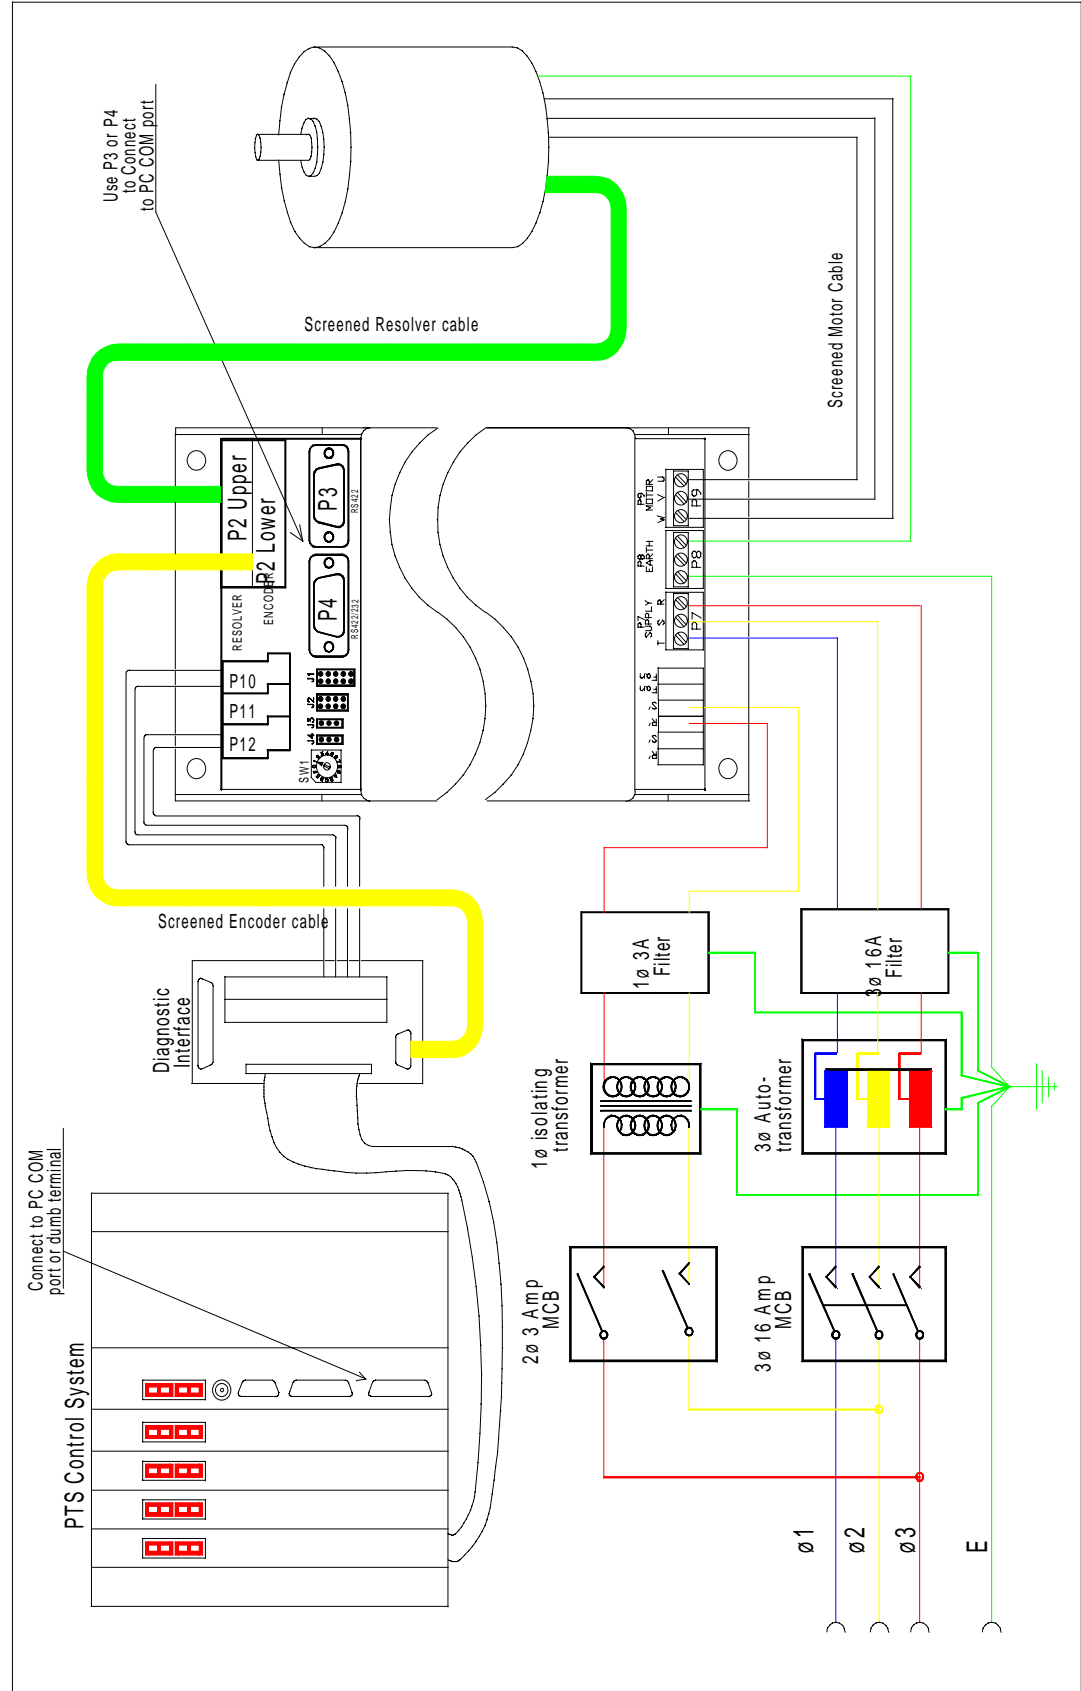 Use P3 or P4
to Connect
to PC COM port
Screened Resolver cable
Screened Motor Cable
P2 Upper
P2 Lower
RESOLVER
ENCODER
P3
RS422
P4
RS422/232
P10
P11
P12
J1
J2
J3
J4
SW1
P9
MOTOR
U
V
W
P9
P8
EARTH
P8
P7
SUPPLY
R
S
T
P7
R
S
R
S
Screened Encoder cable
Diagnostic
Interface
1ø 3A
Filter
3ø 16A
Filter
1ø isolating
transformer
3ø Auto-
transformer
2ø 3 Amp
MCB
3ø 16 Amp
MCB
Connect to PC COM
port or dumb terminal
PTS Control System
ø1
ø2
ø3
E